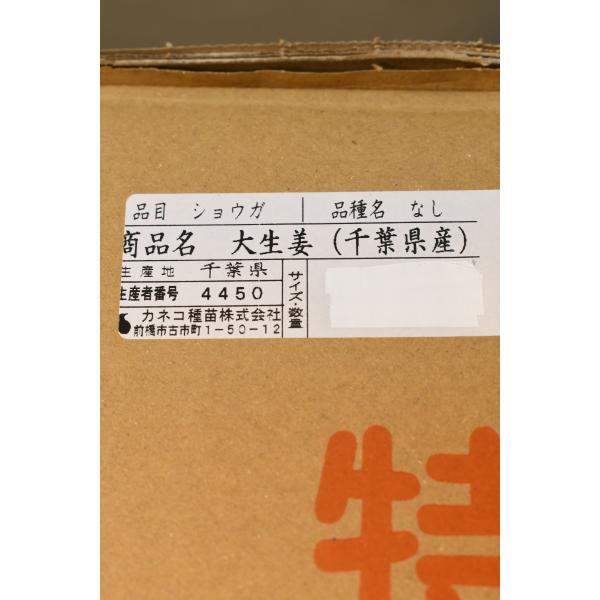 品目 ショウガ 品種名 なし
商品名 大生姜(千葉県産)
生産地 千葉県 サイズ・数量
生産者番号 4450
カネコ種苗株式会社
前橋市古市町1-50-12
特